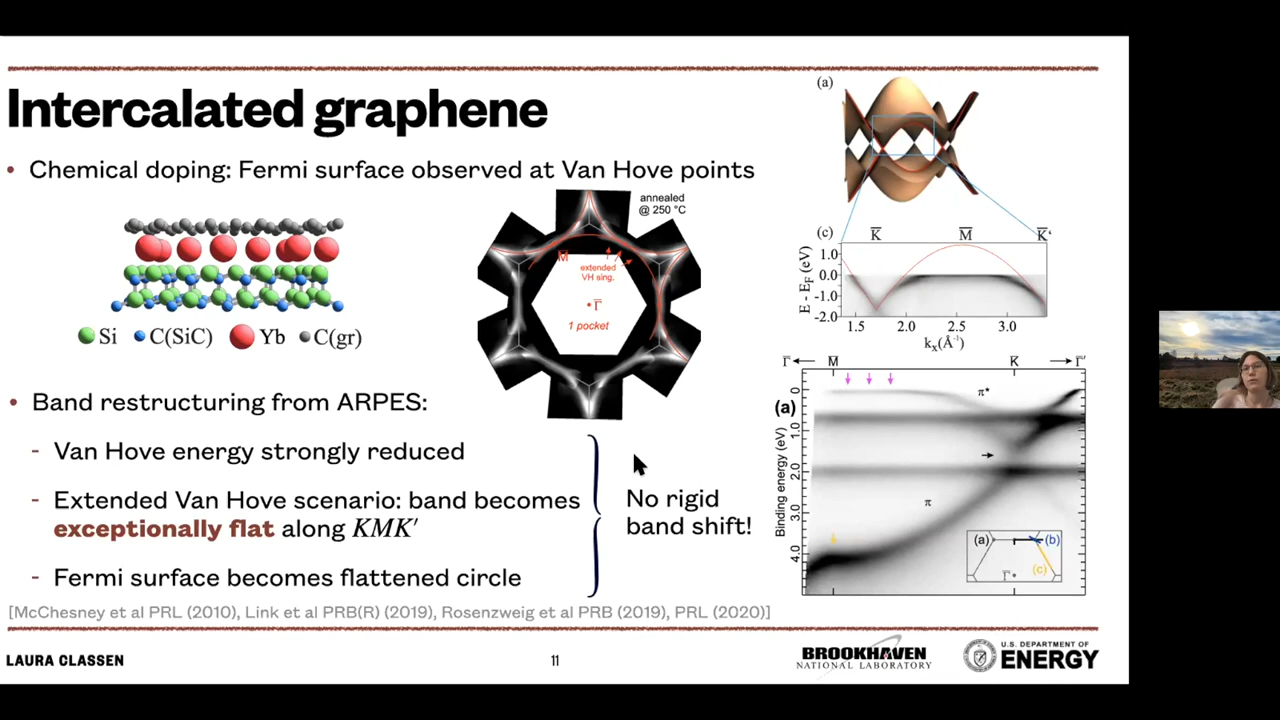 Intercalated graphene
• Chemical doping: Fermi surface observed at Van Hove points
Si C(SiC) Yb C(gr)
annealed
@ 250 °C
M̅
extended
VH sing.
Γ̅
1 pocket
• Band restructuring from ARPES:
- Van Hove energy strongly reduced
- Extended Van Hove scenario: band becomes
exceptionally flat along KMK′
- Fermi surface becomes flattened circle
No rigid
band shift!
[McChesney et al PRL (2010), Link et al PRB(R) (2019), Rosenzweig et al PRB (2019), PRL (2020)]
(a)
(c)
K̅ M̅ K̅'
E - E_F (eV)
1.0
0.0
-1.0
-2.0
1.5 2.0 2.5 3.0
kₓ(Å⁻¹)
Γ̅ M̅ K̅ Γ̅'
(a)
Binding energy (eV)
0
1.0
2.0
3.0
4.0
π*
π
(a) (b)
(c)
Γ̅
LAURA CLASSEN
11
BROOKHAVEN
NATIONAL LABORATORY
U.S. DEPARTMENT OF
ENERGY